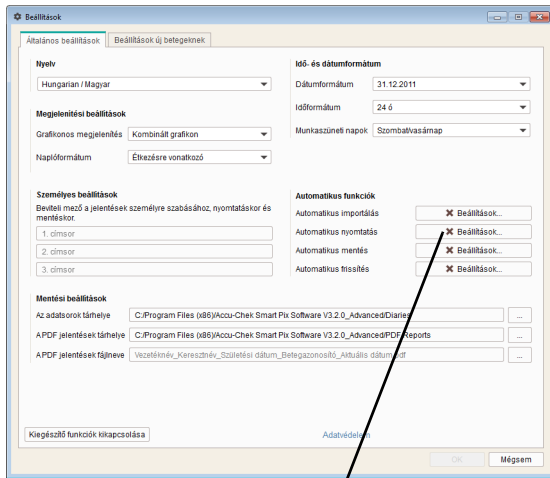 Beállítások
Általános beállítások
Beállítások új betegeknek
Nyelv
Hungarian / Magyar
Idő- és dátumformátum
Dátumformátum
31.12.2011
Időformátum
24 ó
Munkaszüneti napok
Szombat/vasárnap
Megjelenítési beállítások
Grafikonos megjelenítés
Kombinált grafikon
Naplóformátum
Étkezésre vonatkozó
Személyes beállítások
Beviteli mező a jelentések személyre szabásához, nyomtatáskor és
mentéskor.
1. címsor
2. címsor
3. címsor
Automatikus funkciók
Automatikus importálás
Beállítások...
Automatikus nyomtatás
Beállítások...
Automatikus mentés
Beállítások...
Automatikus frissítés
Beállítások...
Mentési beállítások
Az adatsorok tárhelye
C:/Program Files (x86)/Accu-Chek Smart Pix Software V3.2.0_Advanced/Diaries
...
A PDF jelentések tárhelye
C:/Program Files (x86)/Accu-Chek Smart Pix Software V3.2.0_Advanced/PDF Reports
...
A PDF jelentések fájlneve
Vezetéknév_Keresztnév_Születési dátum_Betegazonosító_Aktuális dátum.pdf
...
Kiegészítő funkciók kikapcsolása
Adatvédelem
OK
Mégsem